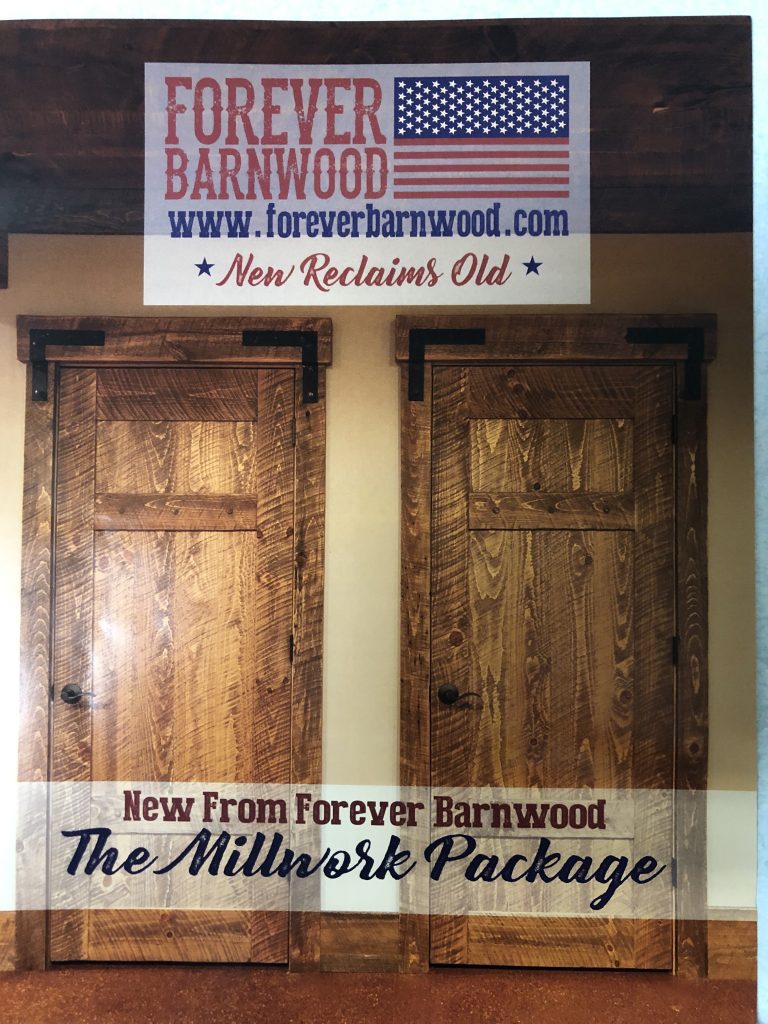 FOREVER
BARNWOOD
www.foreverbarnwood.com
New Reclaims Old
New From Forever Barnwood
The Millwork Package